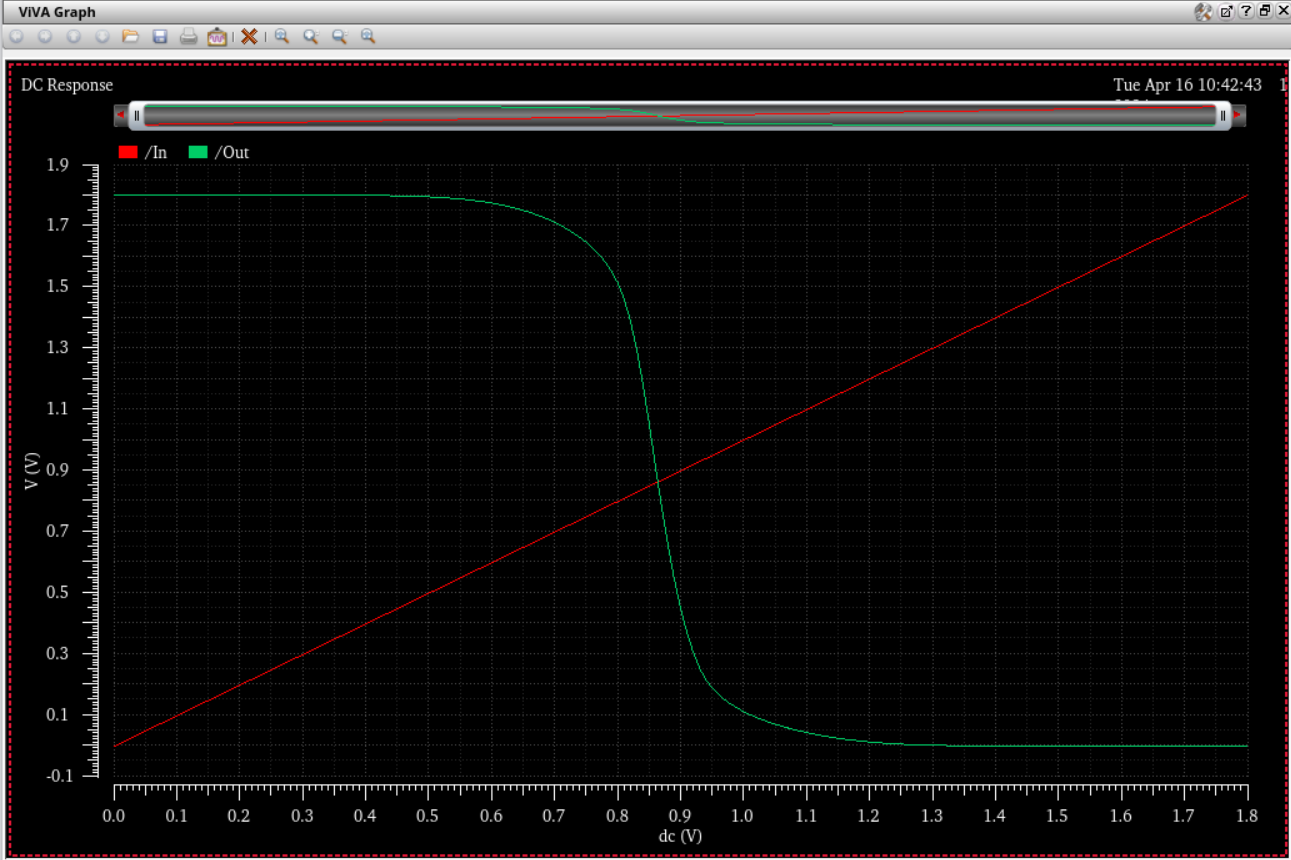 ViVA Graph
DC Response
Tue Apr 16 10:42:43 1
/In /Out
1.9
1.7
1.5
1.3
1.1
0.9
0.7
0.5
0.3
0.1
-0.1
V (V)
0.0 0.1 0.2 0.3 0.4 0.5 0.6 0.7 0.8 0.9 1.0 1.1 1.2 1.3 1.4 1.5 1.6 1.7 1.8
dc (V)